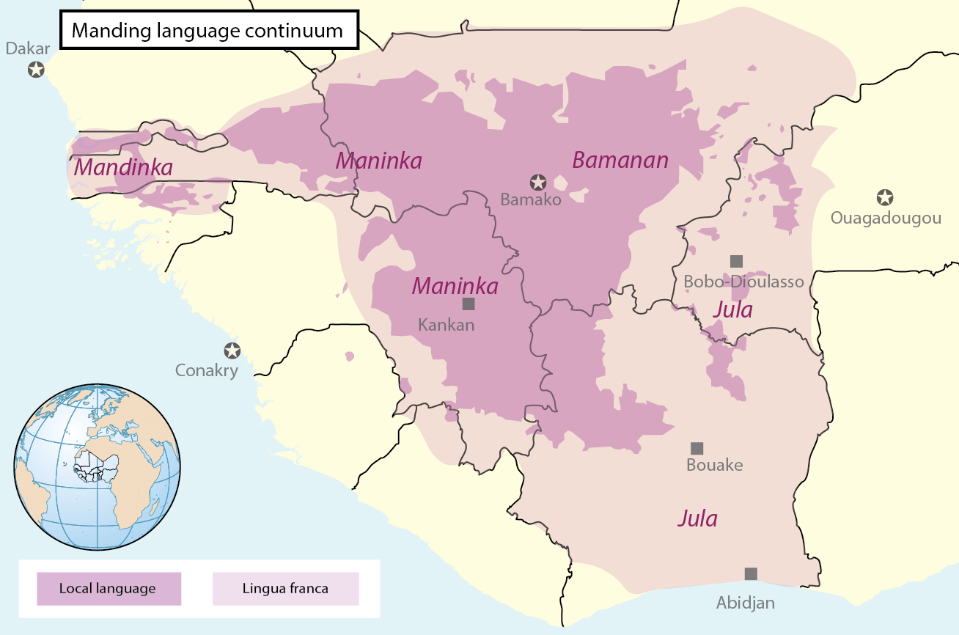 Manding language continuum
Dakar
Mandinka
Maninka
Bamanan
Bamako
Ouagadougou
Maninka
Kankan
Bobo-Dioulasso
Jula
Conakry
Bouake
Jula
Abidjan
Local language
Lingua franca